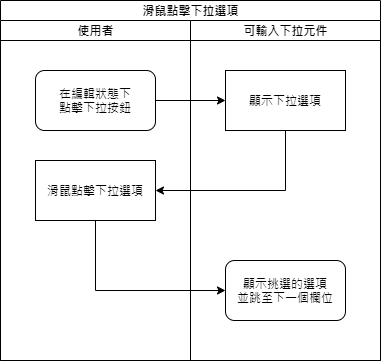 滑鼠點擊下拉選項
使用者
可輸入下拉元件
在編輯狀態下
點擊下拉按鈕
顯示下拉選項
滑鼠點擊下拉選項
顯示挑選的選項
並跳至下一個欄位